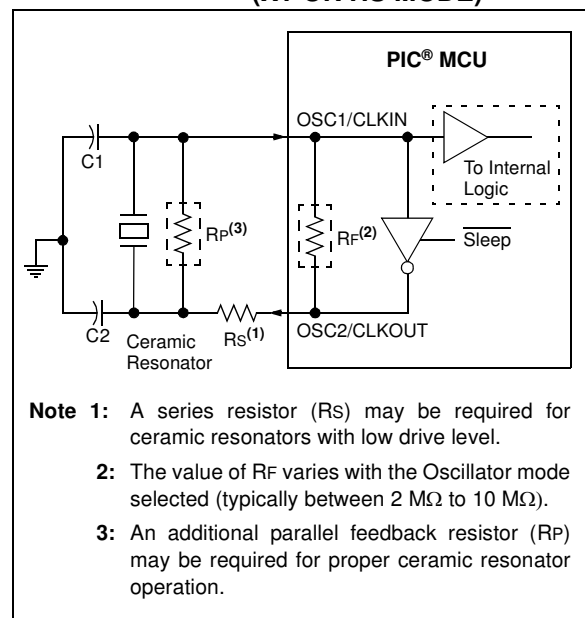 (XT OR HS MODE)
PIC® MCU
OSC1/CLKIN
C1
To Internal
Logic
RP(3)
RF(2)
Sleep
C2
Ceramic
Resonator
RS(1)
OSC2/CLKOUT
Note 1: A series resistor (RS) may be required for
ceramic resonators with low drive level.
2: The value of RF varies with the Oscillator mode
selected (typically between 2 MΩ to 10 MΩ).
3: An additional parallel feedback resistor (RP)
may be required for proper ceramic resonator
operation.